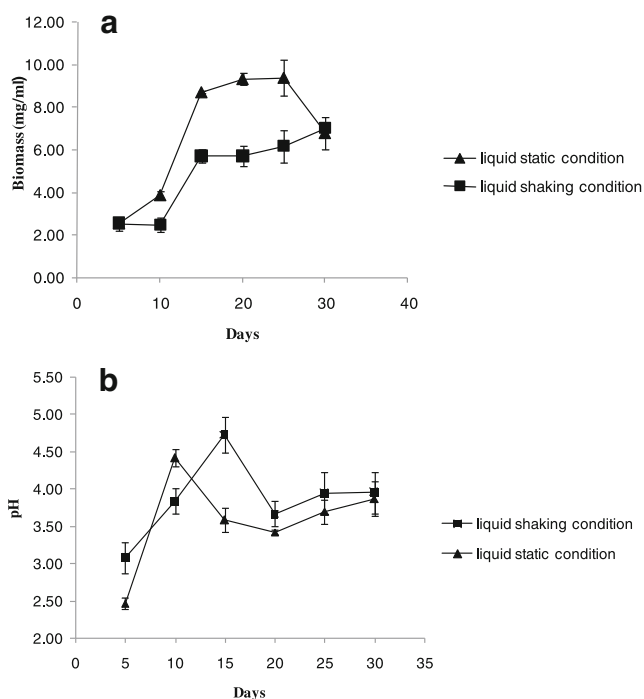 a
12.00
10.00
8.00
6.00
4.00
2.00
0.00
Biomass (mg/ml)
0 10 20 30 40
Days
liquid static condition
liquid shaking condition
b
5.50
5.00
4.50
4.00
3.50
3.00
2.50
2.00
pH
0 5 10 15 20 25 30 35
Days
liquid shaking condition
liquid static condition